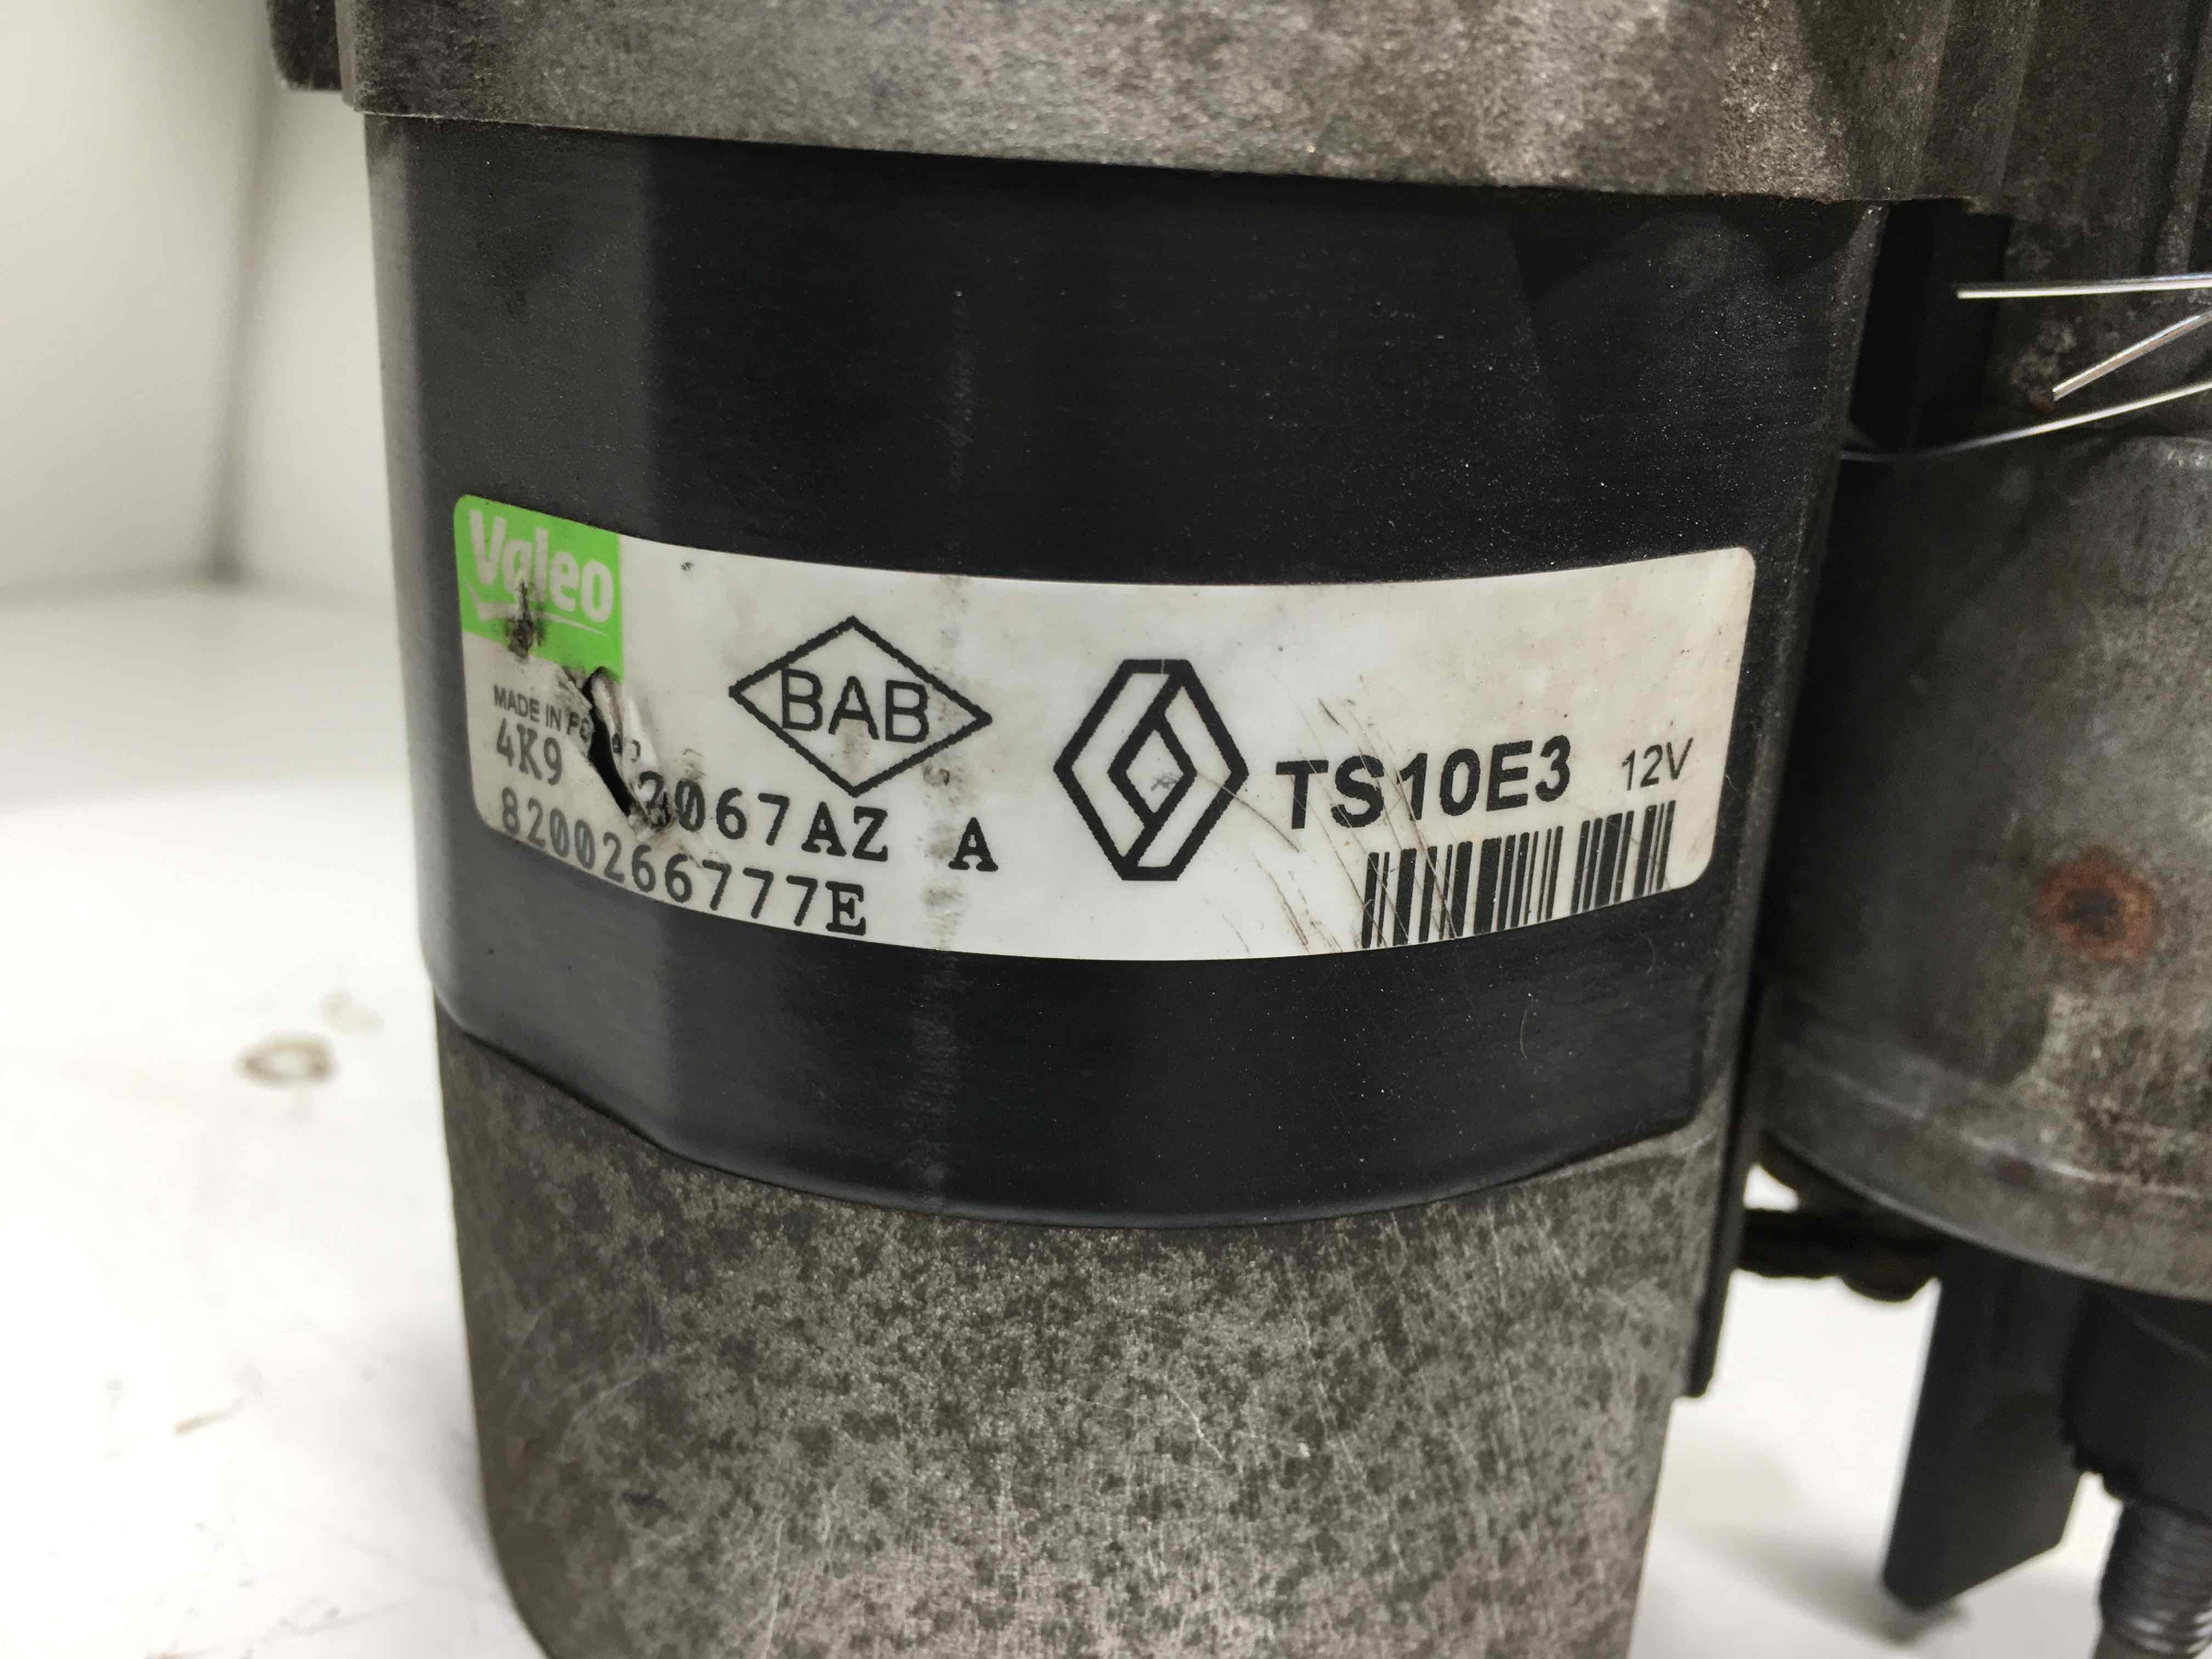 Valeo
MADE IN
BAB
4K9
2067AZ A
8200266777E
TS10E3 12V